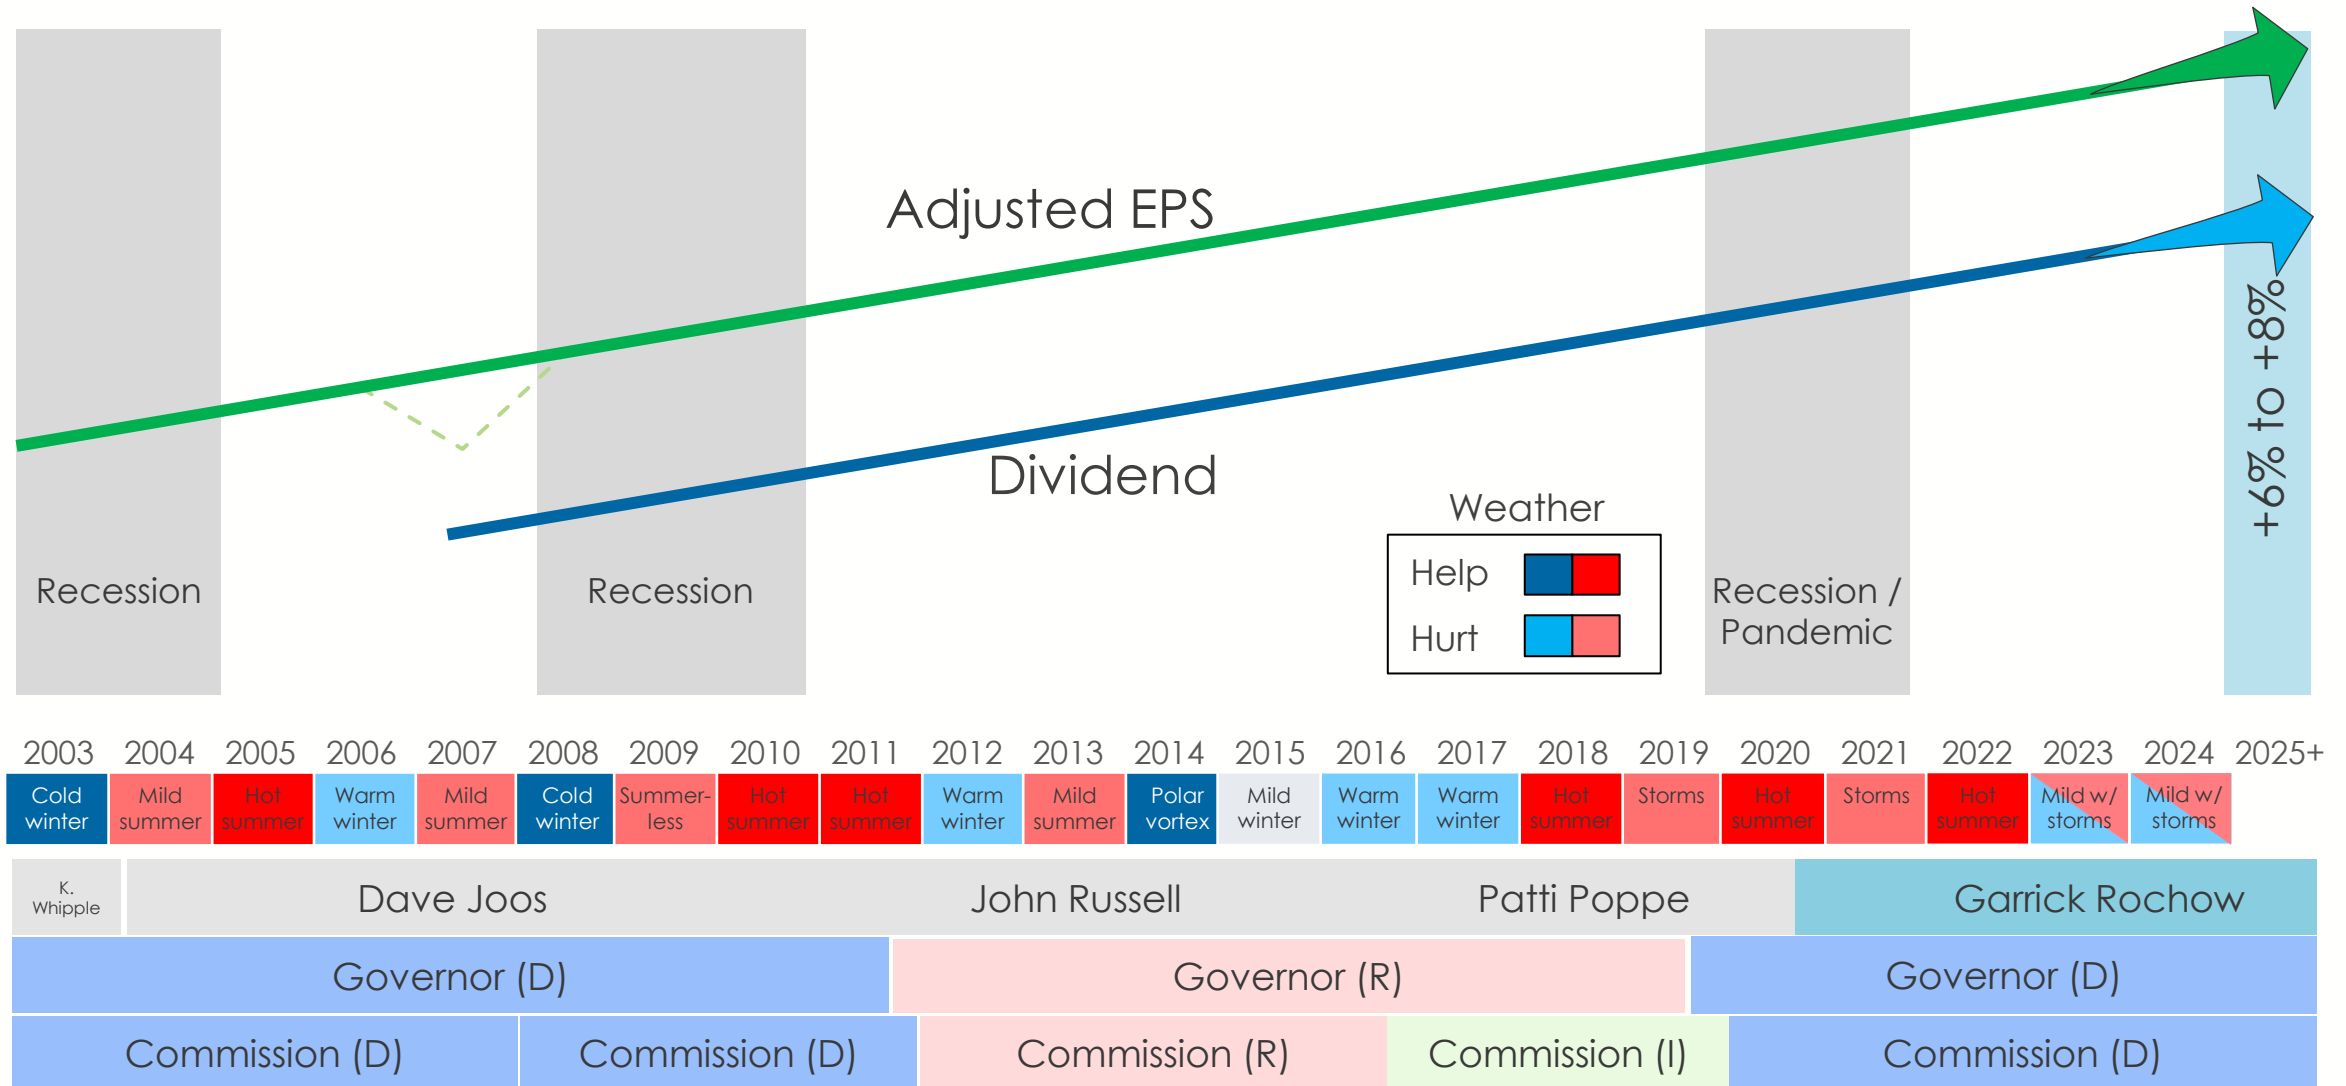 Adjusted EPS
Dividend
+6% to +8%
Recession
Recession
Recession /
Pandemic
Weather
Help
Hurt
2003 2004 2005 2006 2007 2008 2009 2010 2011 2012 2013 2014 2015 2016 2017 2018 2019 2020 2021 2022 2023 2024 2025+
Cold
winter
Mild
summer
Hot
summer
Warm
winter
Mild
summer
Cold
winter
Summer-
less
Hot
summer
Hot
summer
Warm
winter
Mild
summer
Polar
vortex
Mild
winter
Warm
winter
Warm
winter
Hot
summer
Storms
Hot
summer
Storms
Hot
summer
Mild w/
storms
Mild w/
storms
K.
Whipple
Dave Joos
John Russell
Patti Poppe
Garrick Rochow
Governor (D)
Governor (R)
Governor (D)
Commission (D)
Commission (D)
Commission (R)
Commission (I)
Commission (D)